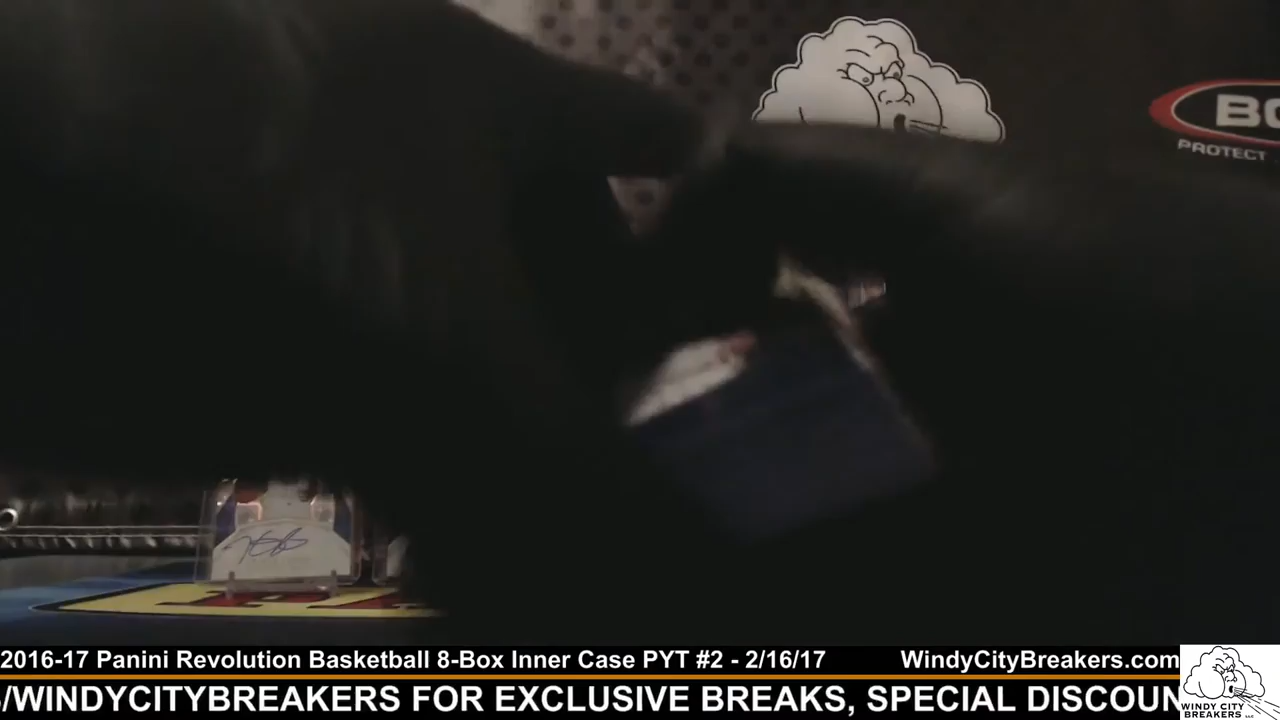 BC
PROTECT
2016-17 Panini Revolution Basketball 8-Box Inner Case PYT #2 - 2/16/17 WindyCityBreakers.com
/WINDYCITYBREAKERS FOR EXCLUSIVE BREAKS, SPECIAL DISCOUN
WINDY CITY
BREAKERS LLC